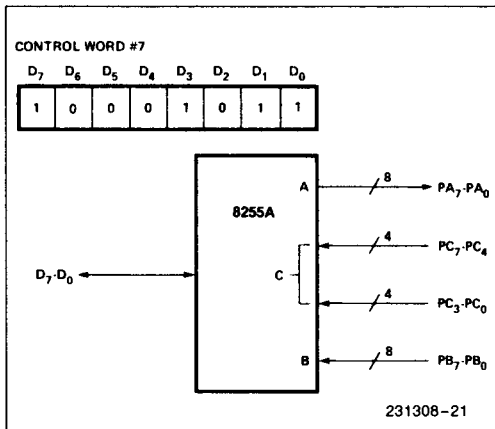 CONTROL WORD #7
D7 D6 D5 D4 D3 D2 D1 D0
1 0 0 0 1 0 1 1
A 8 PA7-PA0
8255A
4 PC7-PC4
D7-D0 C
4 PC3-PC0
B 8 PB7-PB0
231308-21